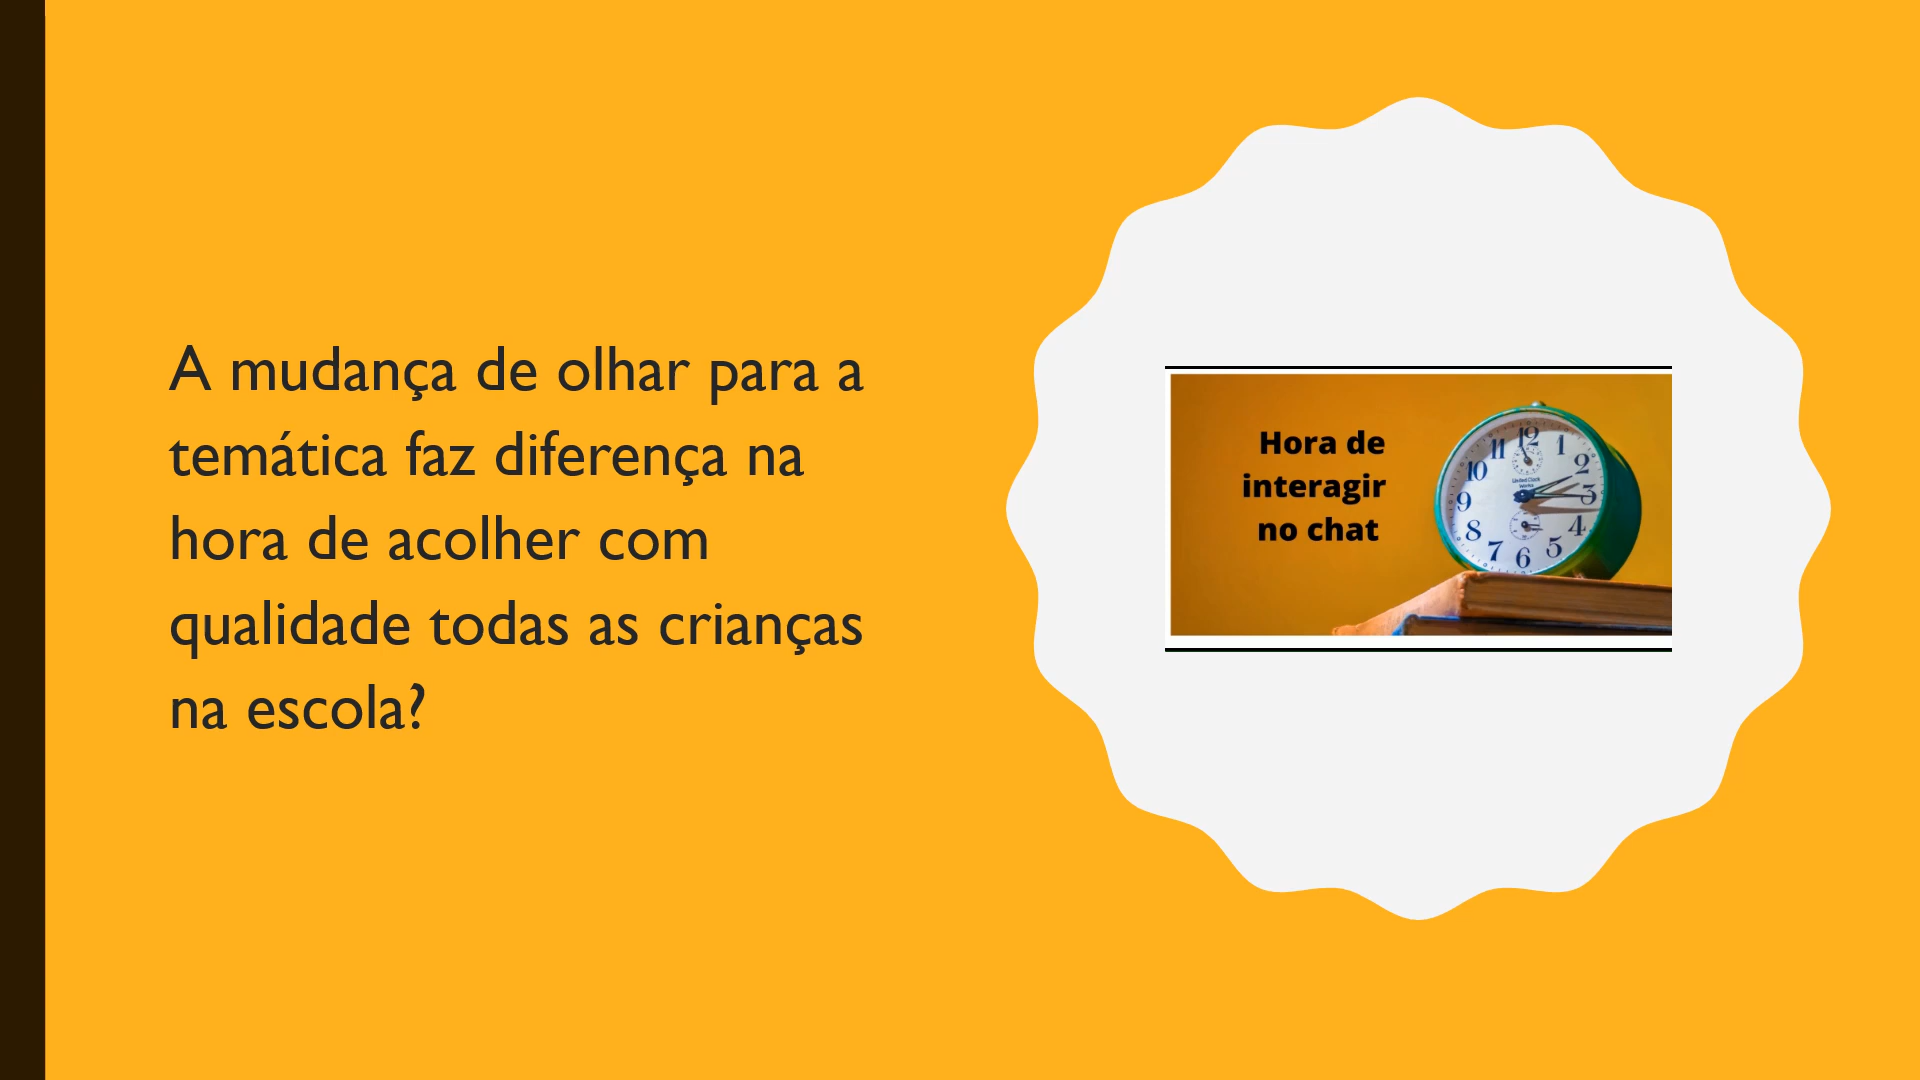 A mudança de olhar para a
temática faz diferença na
hora de acolher com
qualidade todas as crianças
na escola?
Hora de
interagir
no chat
12
1
2
3
4
5
6
7
8
9
10
11